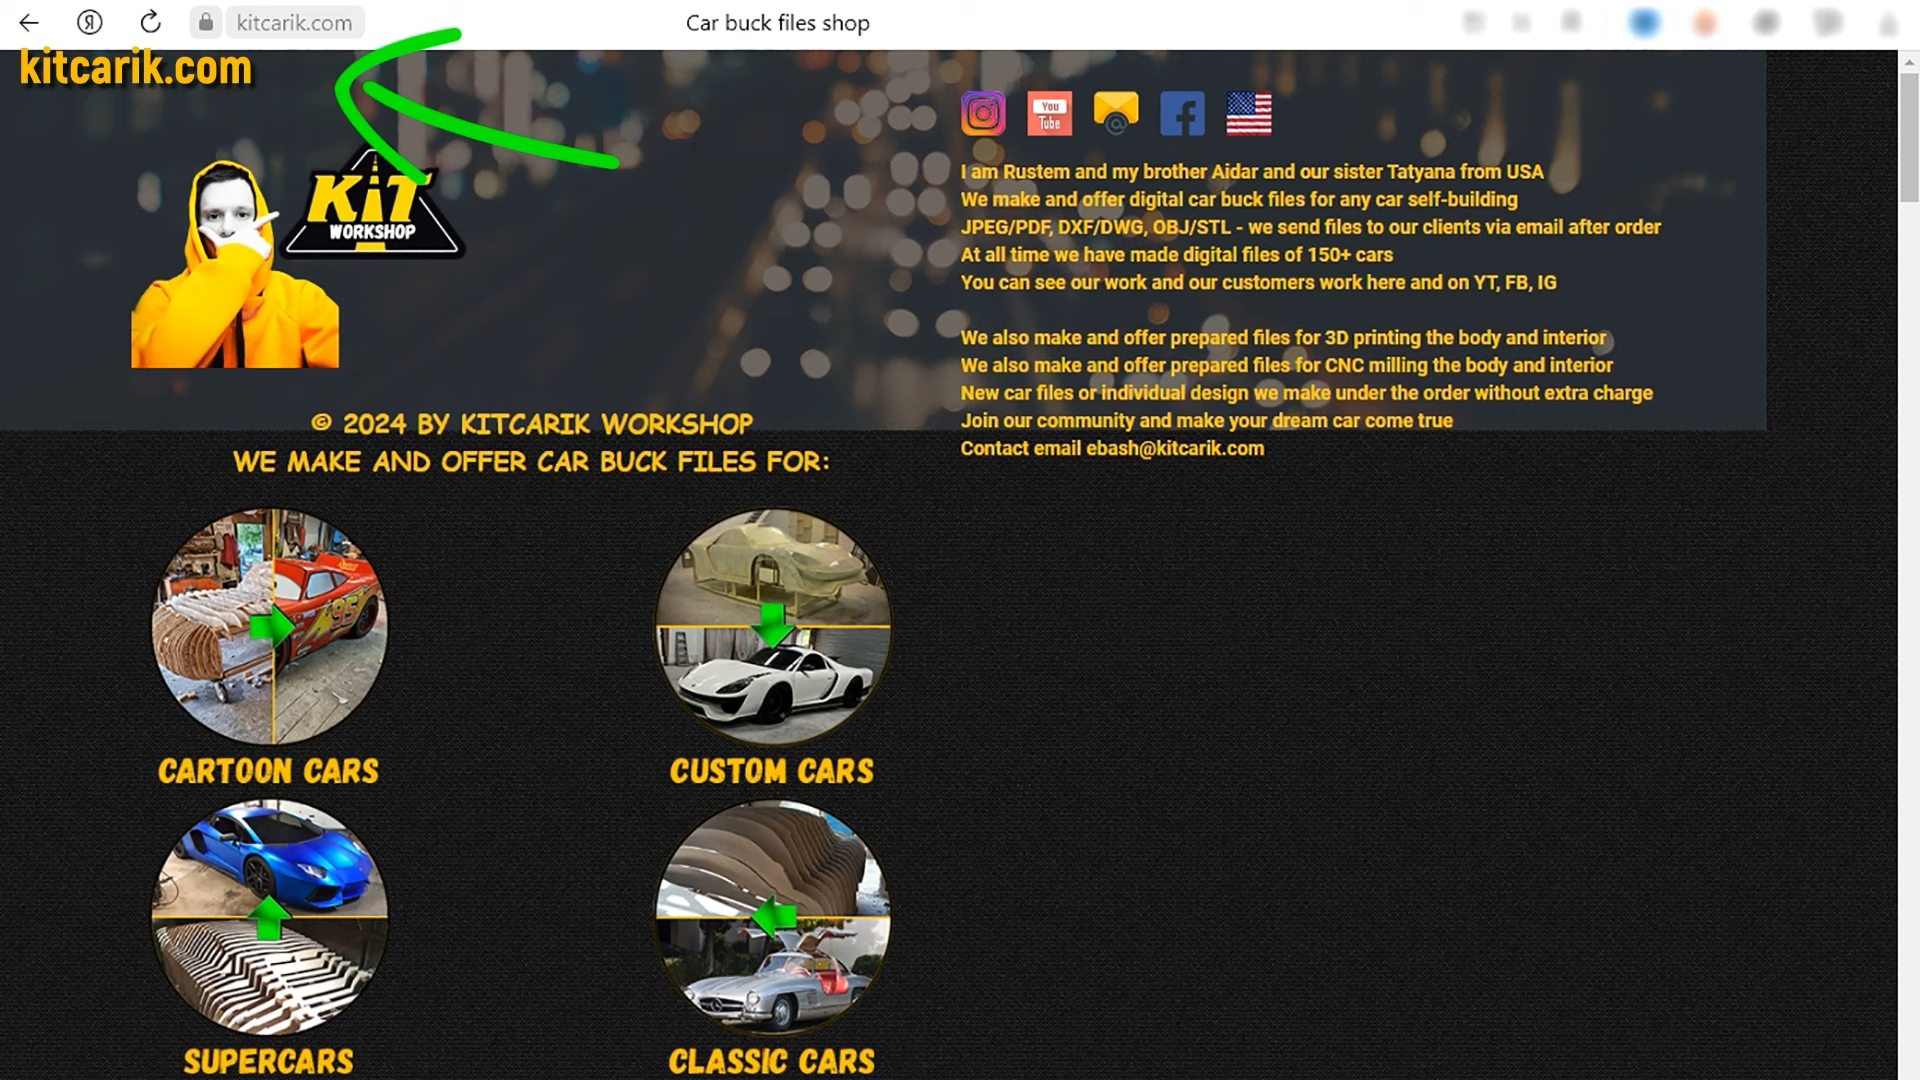 kitcarik.com
Car buck files shop
kitcarik.com
You
Tube
KiT
WORKSHOP
I am Rustem and my brother Aidar and our sister Tatyana from USA
We make and offer digital car buck files for any car self-building
JPEG/PDF, DXF/DWG, OBJ/STL - we send files to our clients via email after order
At all time we have made digital files of 150+ cars
You can see our work and our customers work here and on YT, FB, IG
We also make and offer prepared files for 3D printing the body and interior
We also make and offer prepared files for CNC milling the body and interior
New car files or individual design we make under the order without extra charge
Join our community and make your dream car come true
Contact email ebash@kitcarik.com
© 2024 BY KITCARIK WORKSHOP
WE MAKE AND OFFER CAR BUCK FILES FOR:
95
CARTOON CARS
CUSTOM CARS
SUPERCARS
CLASSIC CARS